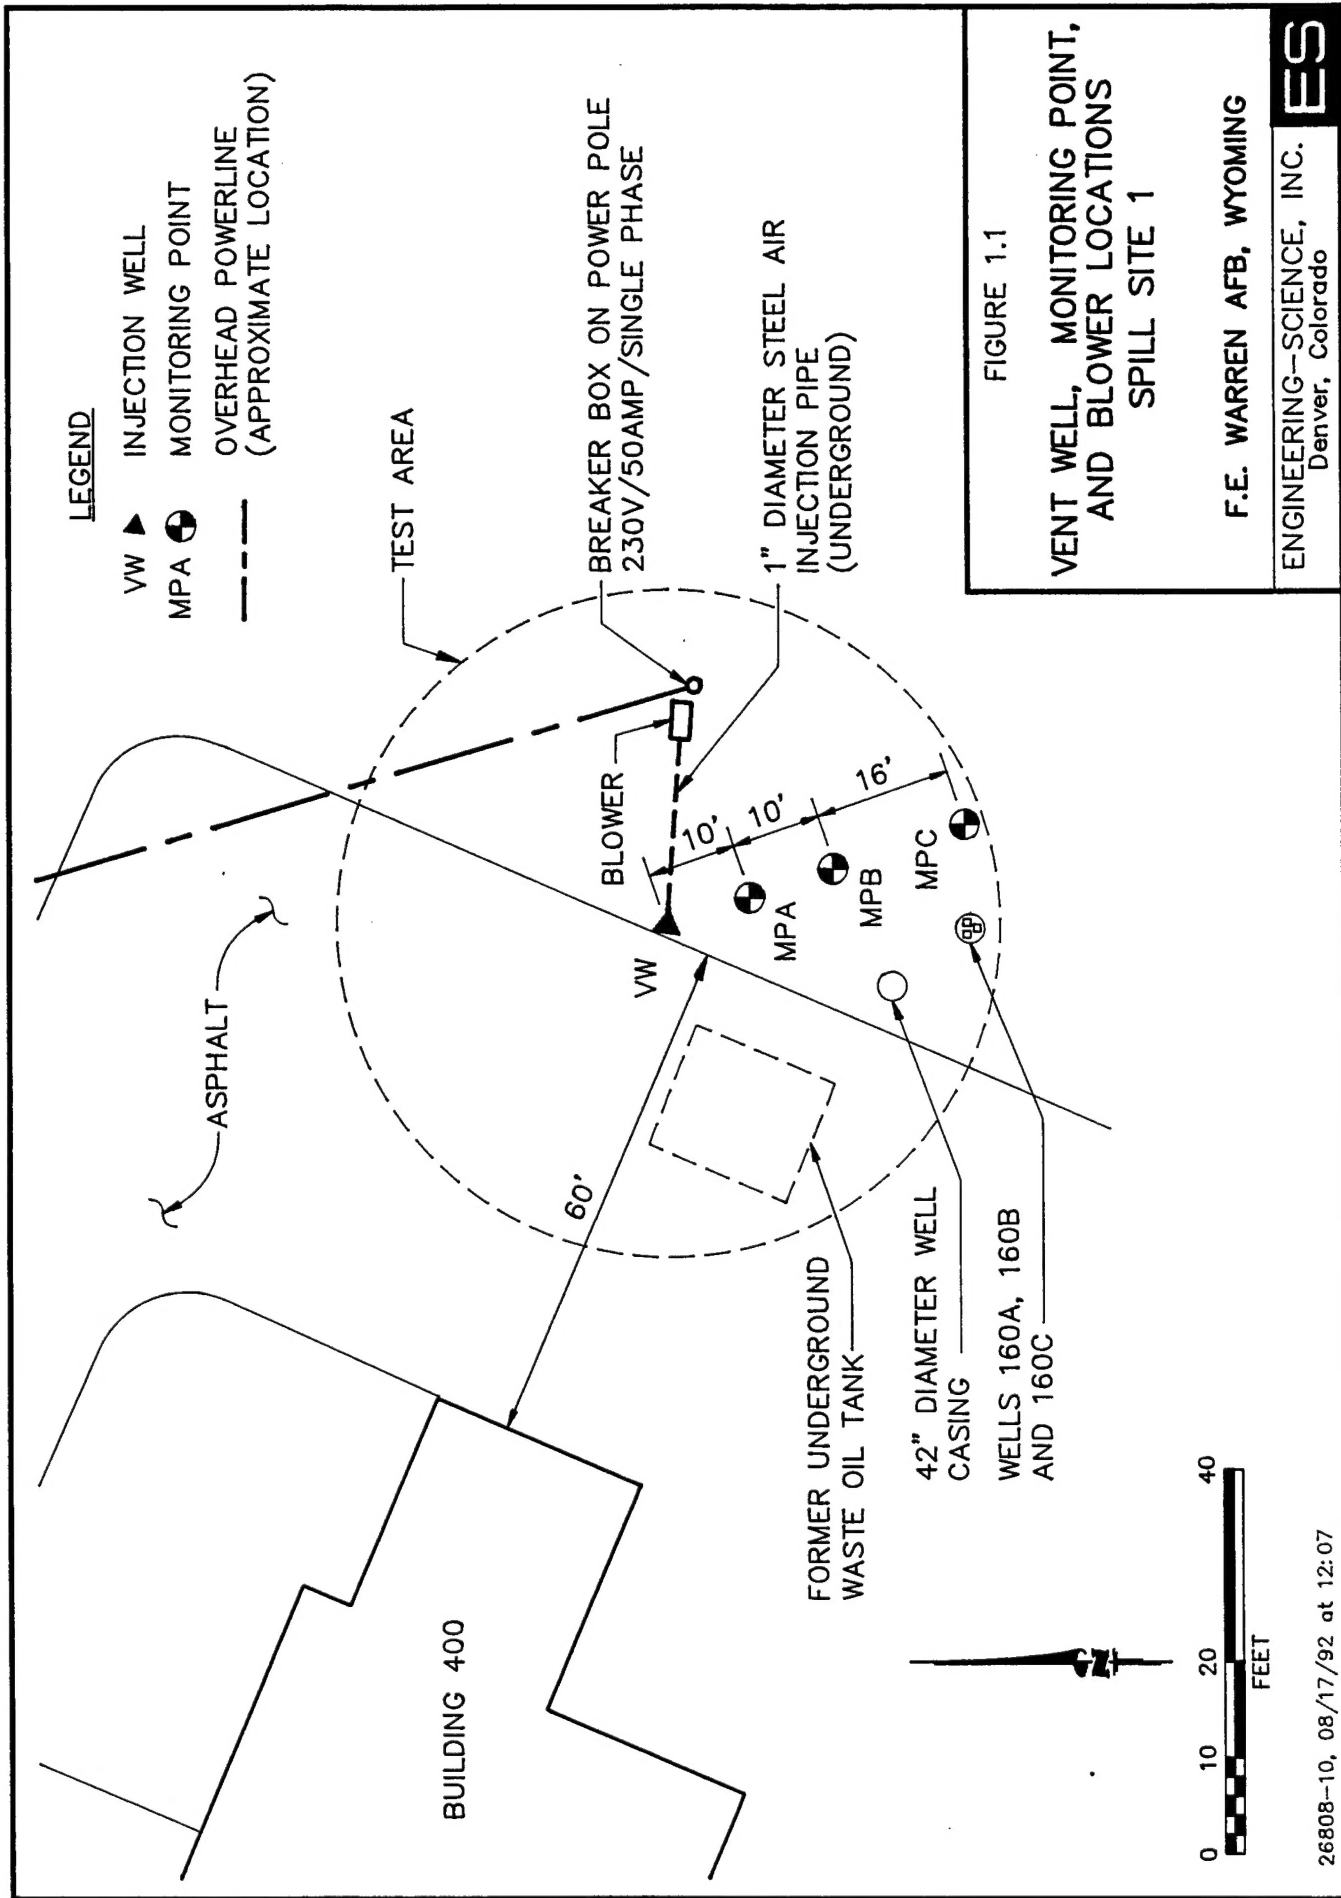 LEGEND
VW INJECTION WELL
MPA MONITORING POINT
OVERHEAD POWERLINE
(APPROXIMATE LOCATION)
ASPHALT
TEST AREA
BUILDING 400
60'
BLOWER
BREAKER BOX ON POWER POLE
230V/50AMP/SINGLE PHASE
VW
10'
10'
16'
1" DIAMETER STEEL AIR
INJECTION PIPE
(UNDERGROUND)
MPA
MPB
MPC
FORMER UNDERGROUND
WASTE OIL TANK
42" DIAMETER WELL
CASING
WELLS 160A, 160B
AND 160C
N
0 10 20 40
FEET
FIGURE 1.1
VENT WELL, MONITORING POINT,
AND BLOWER LOCATIONS
SPILL SITE 1
F.E. WARREN AFB, WYOMING
ENGINEERING-SCIENCE, INC.
Denver, Colorado
ES
26808-10, 08/17/92 at 12:07